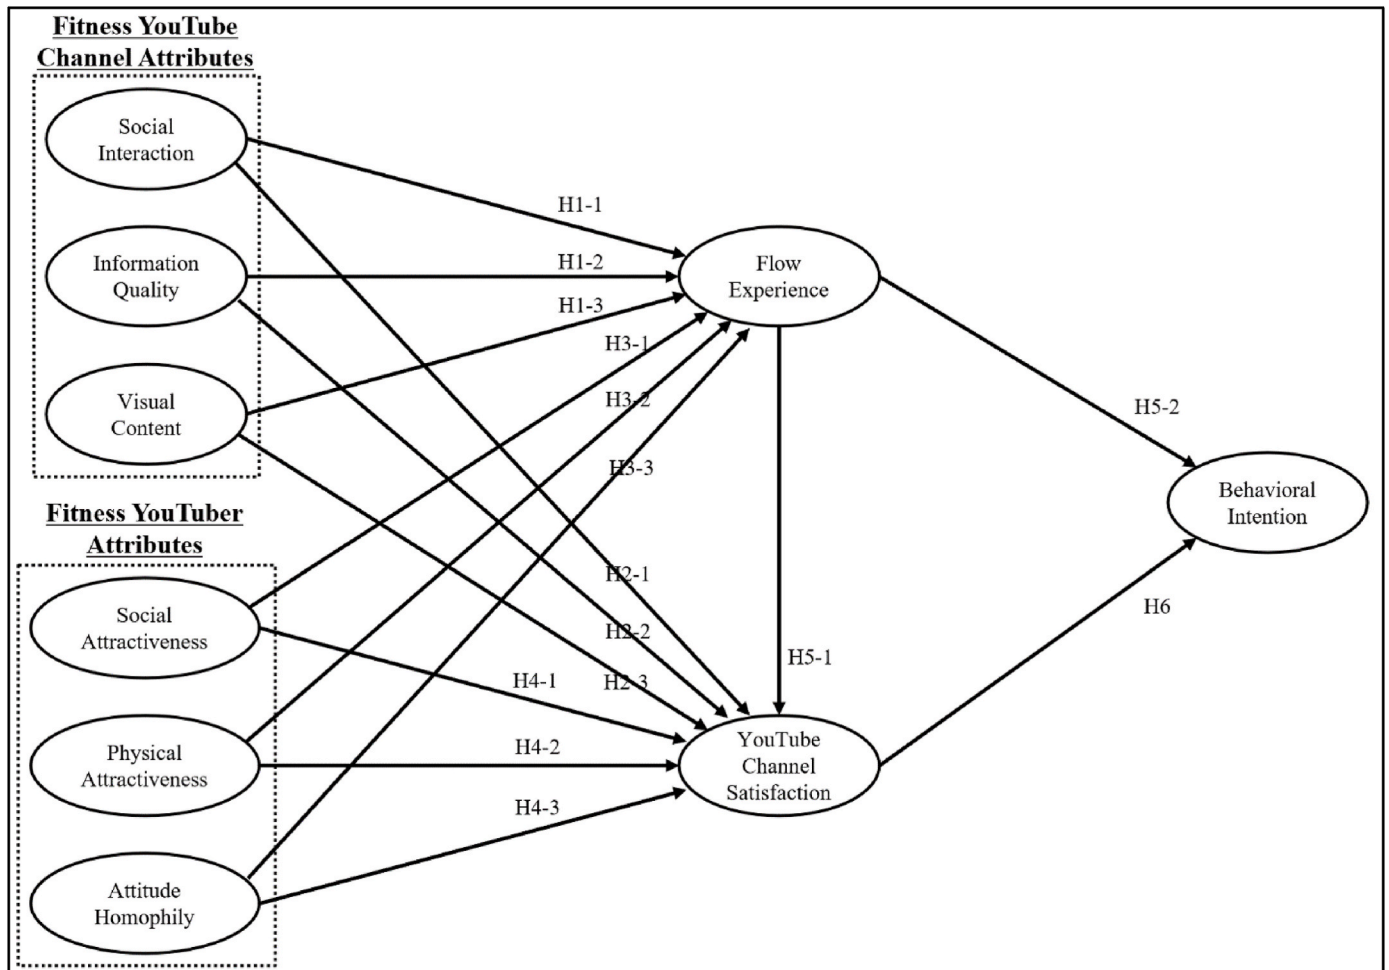 Fitness YouTube
Channel Attributes
Social
Interaction
Information
Quality
Visual
Content
Fitness YouTuber
Attributes
Social
Attractiveness
Physical
Attractiveness
Attitude
Homophily
H1-1
H1-2
H1-3
H3-1
H3-2
H3-3
H2-1
H2-2
H2-3
H4-1
H4-2
H4-3
Flow
Experience
H5-1
YouTube
Channel
Satisfaction
H5-2
H6
Behavioral
Intention